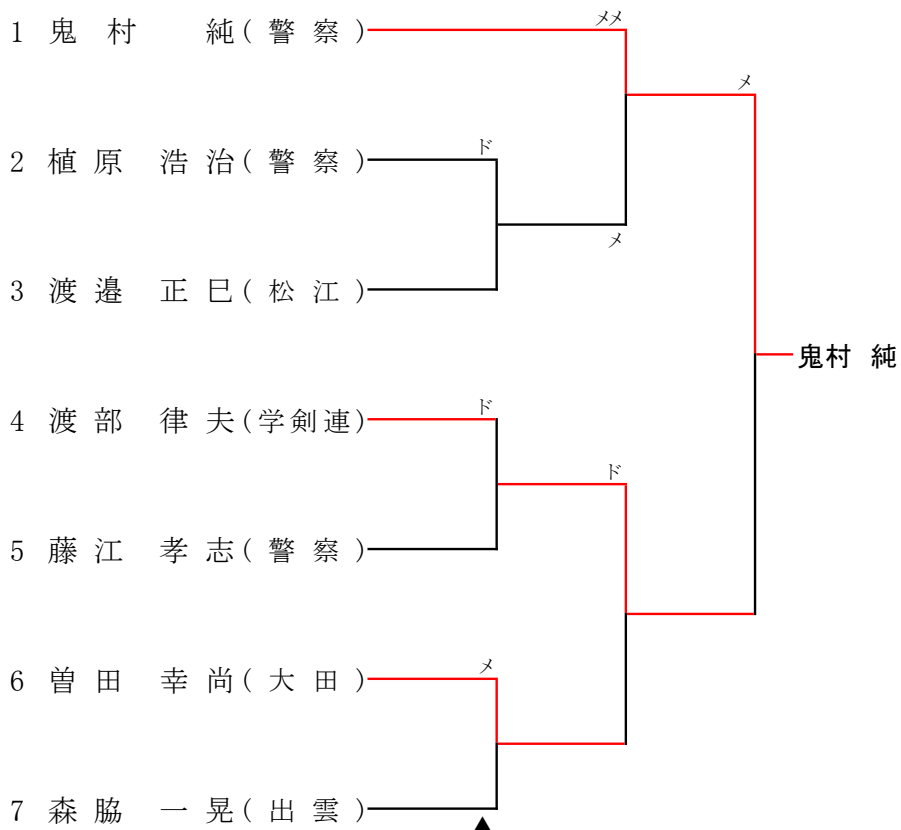 メメ
1 鬼村 純(警察)
メ
ド
2 植原 浩治(警察)
メ
3 渡邉 正巳(松江)
鬼村 純
ド
4 渡部 律夫(学剣連)
ド
5 藤江 孝志(警察)
メ
6 曽田 幸尚(大田)
7 森脇 一晃(出雲)
▲